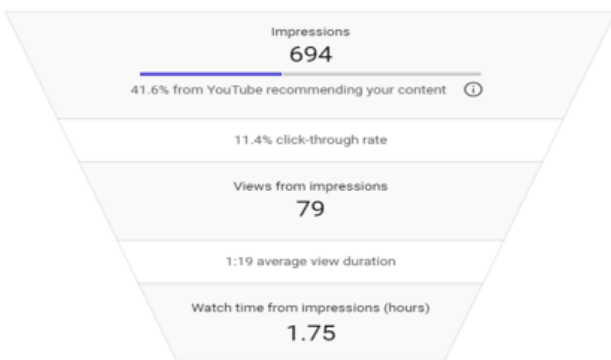 Impressions
694
41.6% from YouTube recommending your content
11.4% click-through rate
Views from impressions
79
1:19 average view duration
Watch time from impressions (hours)
1.75